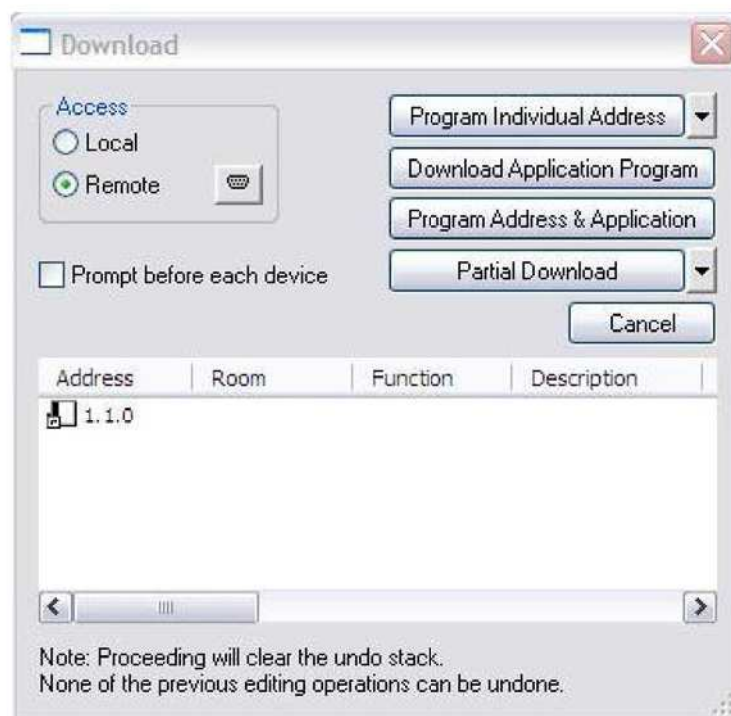 Download
Access
Local
Remote
Prompt before each device
Program Individual Address
Download Application Program
Program Address & Application
Partial Download
Cancel
Address Room Function Description
1.1.0
Note: Proceeding will clear the undo stack.
None of the previous editing operations can be undone.